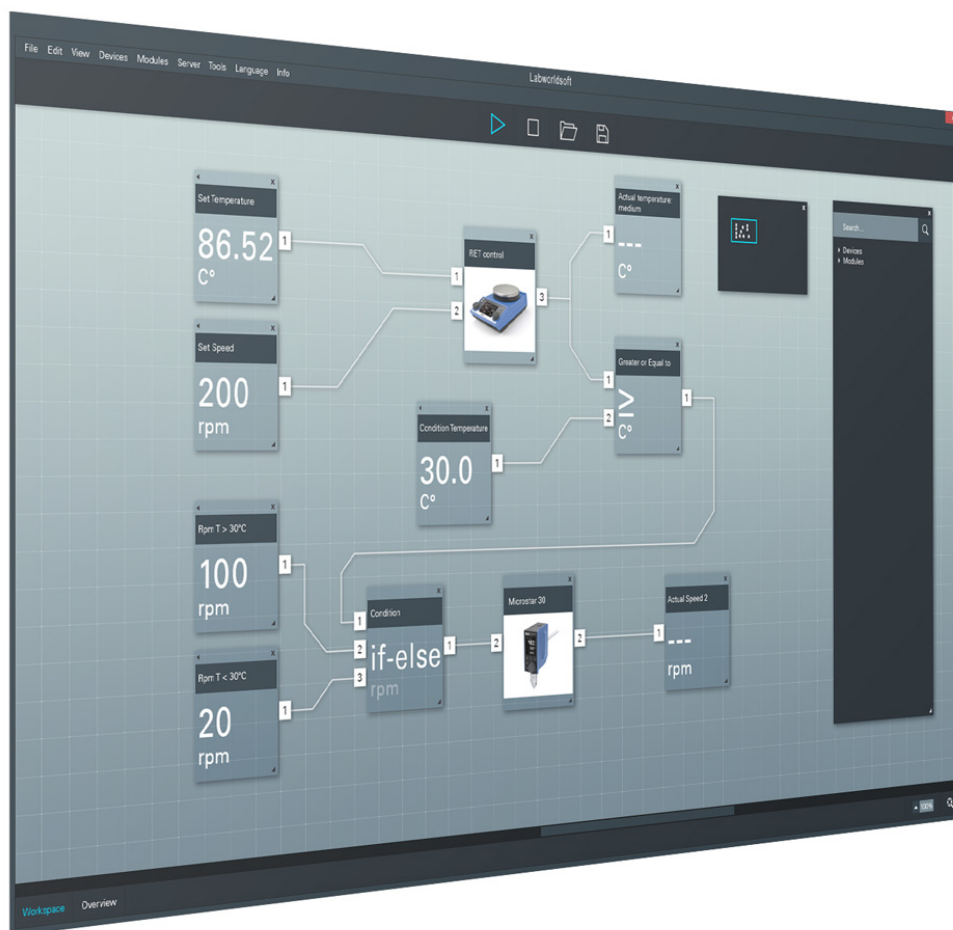 File Edit View Devices Modules Server Tools Language Info
Labworldsoft
Set Temperature
86.52
C°
1
Set Speed
200
rpm
1
RET control
1
2
3
Actual temperature:
medium
1
---
C°
Search...
Devices
Modules
Greater or Equal to
1
2
≥
C°
1
Condition Temperature
30.0
C°
1
Rpm T > 30°C
100
rpm
1
Rpm T < 30°C
20
rpm
1
Condition
1
2
3
if-else
rpm
1
Microstar 30
2
2
Actual Speed 2
1
---
rpm
100%
Workspace Overview